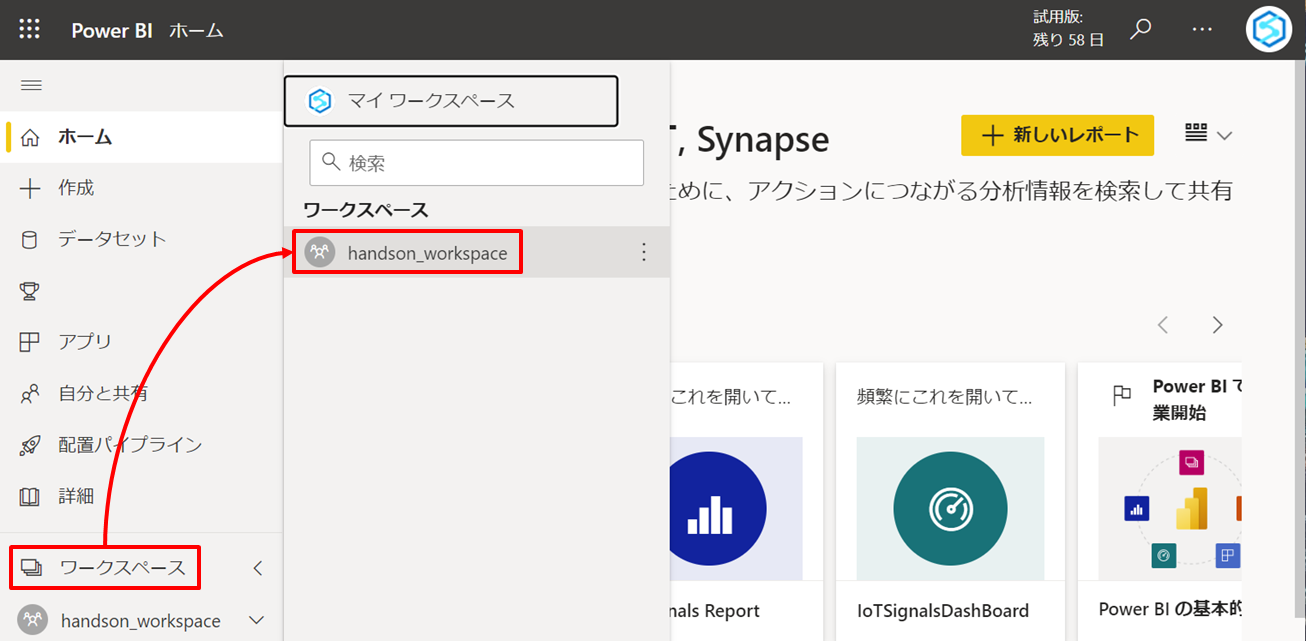 Power BI ホーム
試用版:
残り 58 日
ホーム
作成
データセット
アプリ
自分と共有
配置パイプライン
詳細
ワークスペース
handson_workspace
マイ ワークスペース
検索
ワークスペース
handson_workspace
, Synapse
新しいレポート
ために、アクションにつながる分析情報を検索して共有
これを開いて...
nals Report
頻繁にこれを開いて...
IoTSignalsDashBoard
Power BI で
業開始
Power BI の基本的